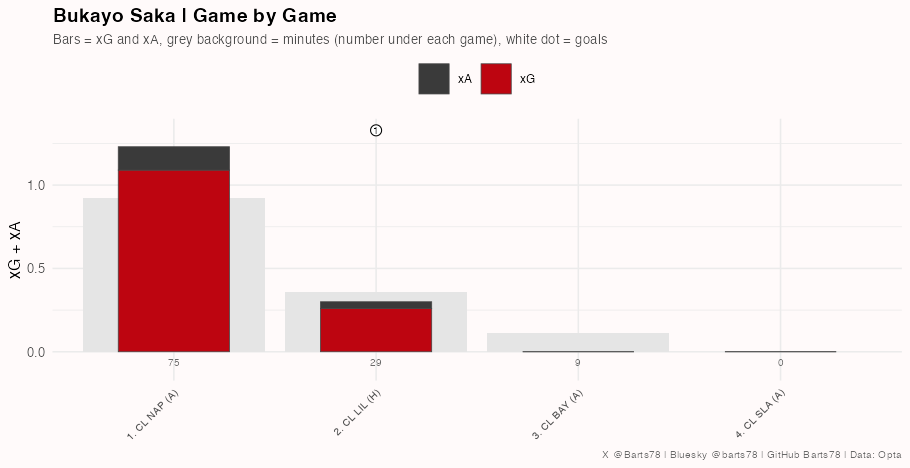 Bukayo Saka | Game by Game
Bars = xG and xA, grey background = minutes (number under each game), white dot = goals
xA xG
1
xG + xA
1.0
0.5
0.0
75 29 9 0
1. CL NAP (A) 2. CL LIL (H) 3. CL BAY (A) 4. CL SLA (A)
X @Barts78 | Bluesky @barts78 | GitHub Barts78 | Data: Opta